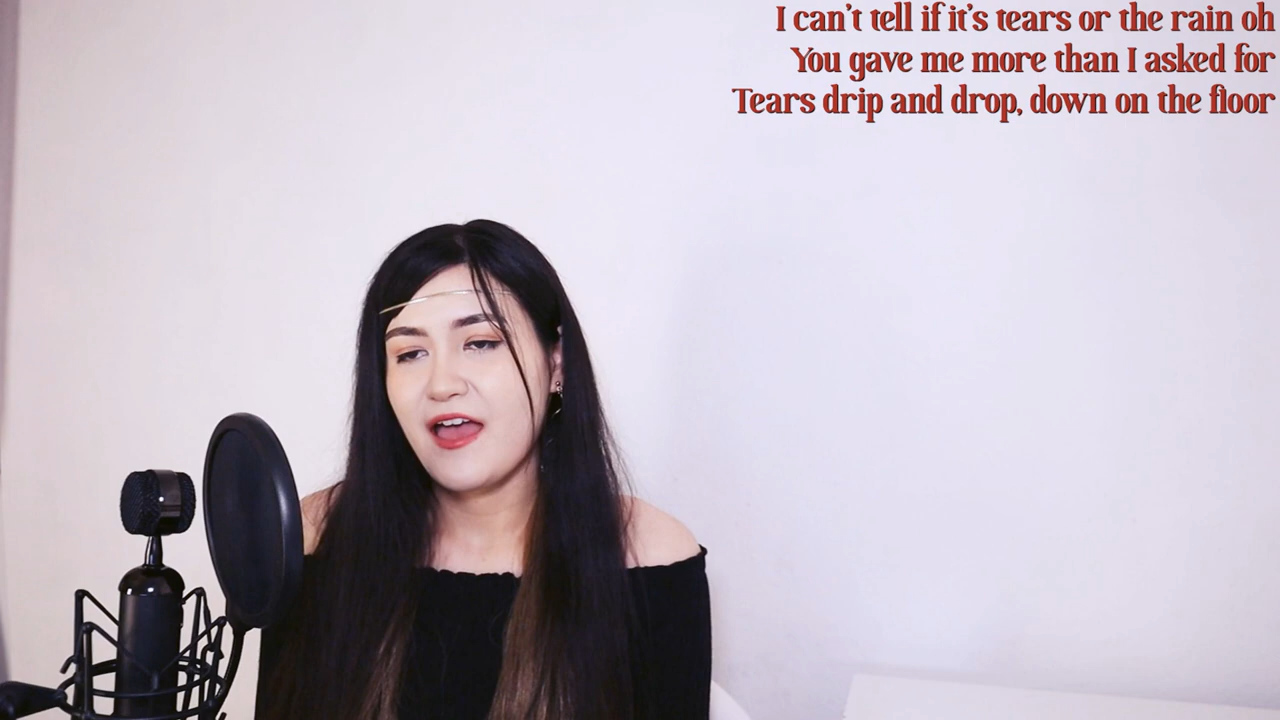 I can't tell if it's tears or the rain oh
You gave me more than I asked for
Tears drip and drop, down on the floor